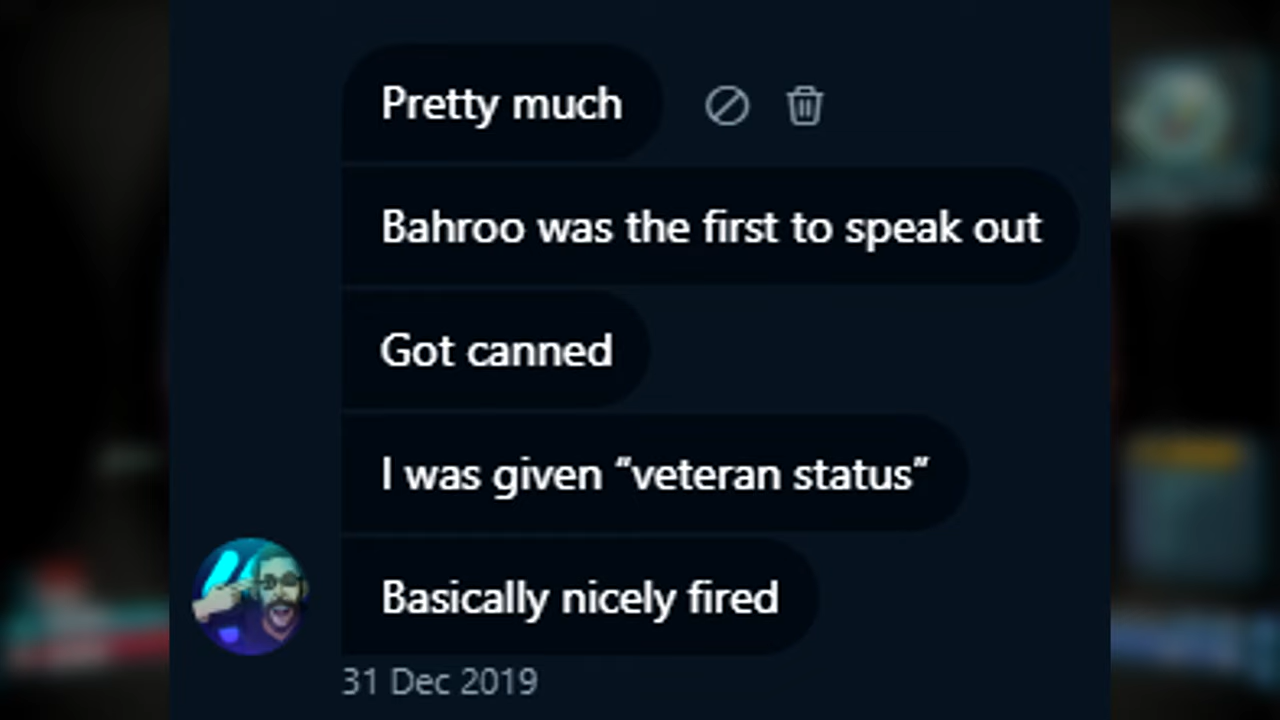 Pretty much
Bahroo was the first to speak out
Got canned
I was given “veteran status”
Basically nicely fired
31 Dec 2019